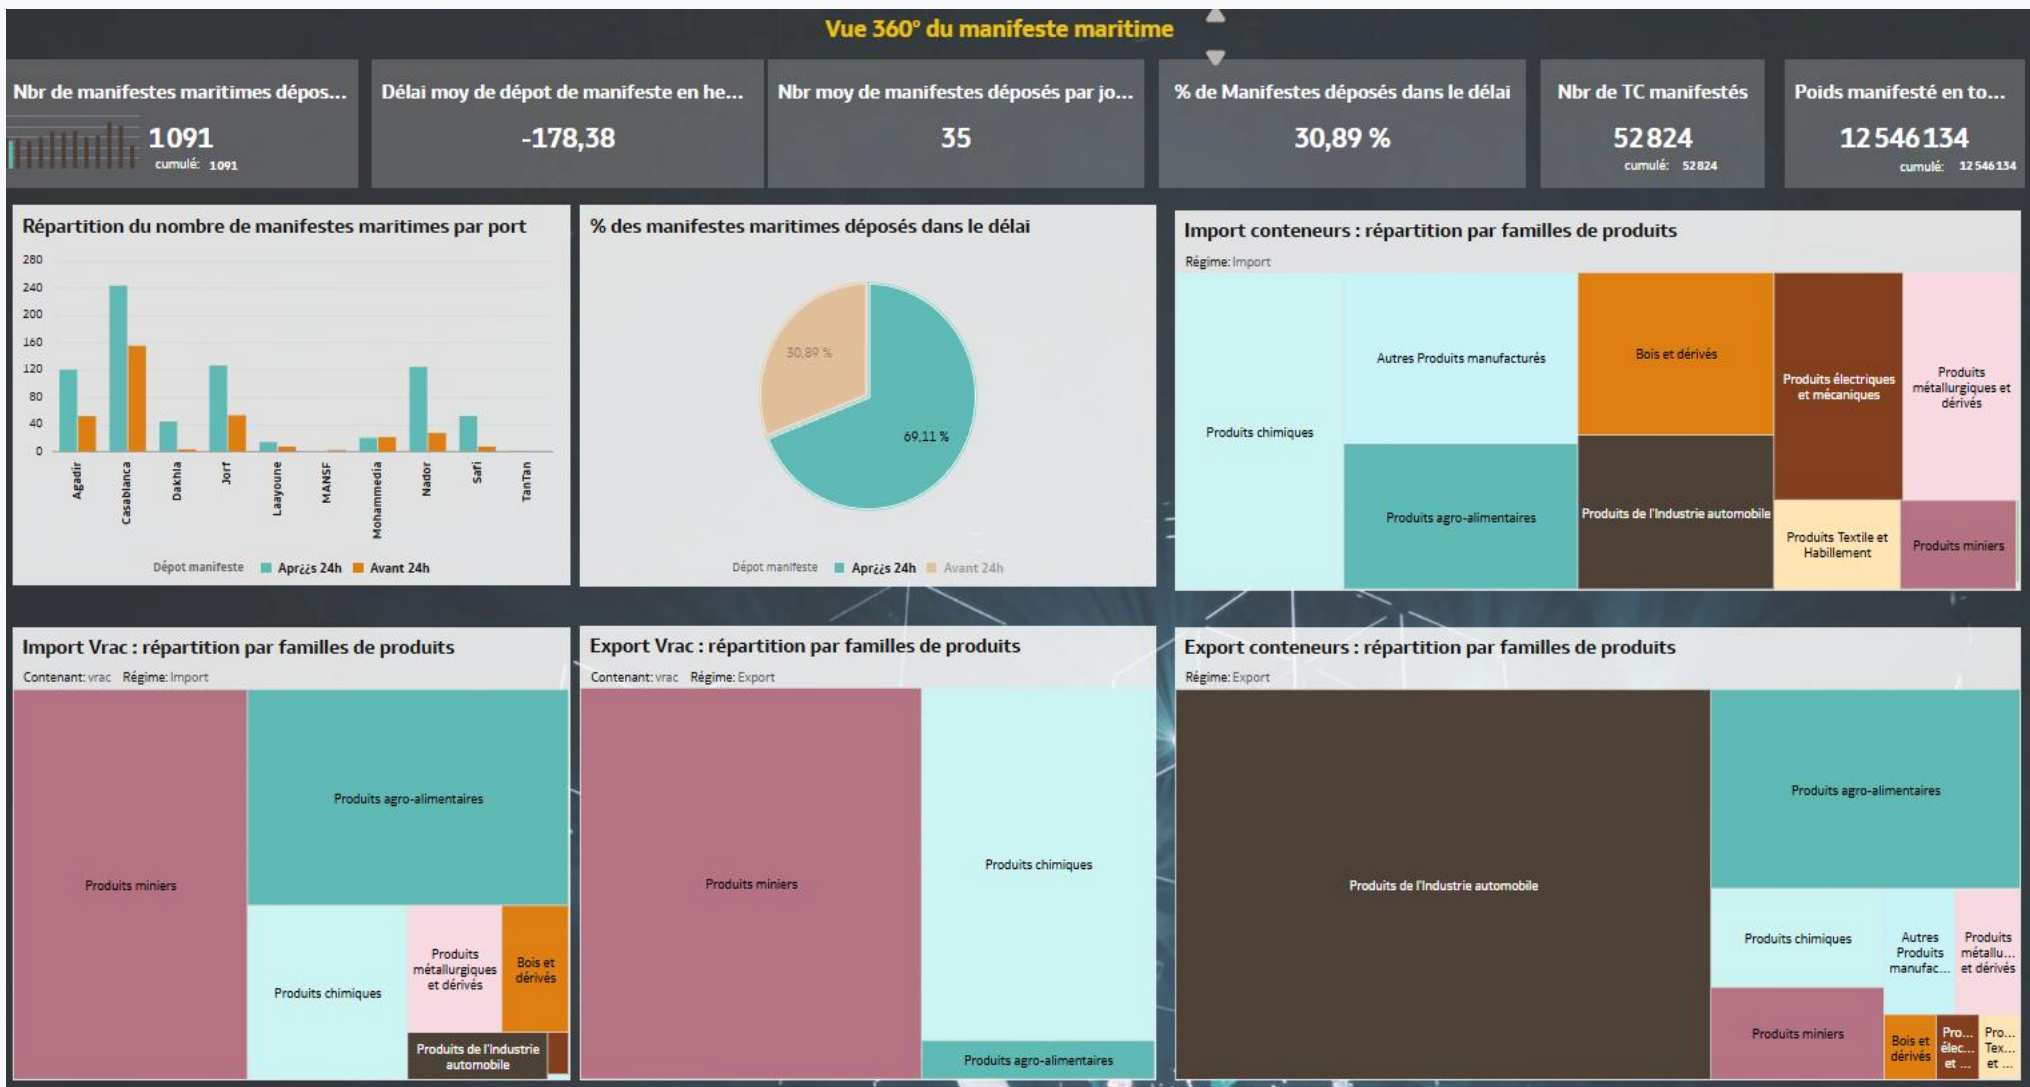 Vue 360° du manifeste maritime
Nbr de manifestes maritimes dépos...
1091
cumulé: 1091
Délai moy de dépot de manifeste en he...
-178,38
Nbr moy de manifestes déposés par jo...
35
% de Manifestes déposés dans le délai
30,89 %
Nbr de TC manifestés
52824
cumulé: 52824
Poids manifesté en to...
12546134
cumulé: 12546134
Répartition du nombre de manifestes maritimes par port
280
240
200
160
120
80
40
0
Agadir
Casablanca
Dakhla
Jorf
Laayoune
MANSF
Mohammedia
Nador
Safi
TanTan
Dépot manifeste Apr¿¿s 24h Avant 24h
% des manifestes maritimes déposés dans le délai
30,89 %
69,11 %
Dépot manifeste Apr¿¿s 24h Avant 24h
Import conteneurs : répartition par familles de produits
Régime: Import
Produits chimiques
Autres Produits manufacturés
Produits agro-alimentaires
Bois et dérivés
Produits de l'Industrie automobile
Produits électriques
et mécaniques
Produits Textile et
Habillement
Produits
métallurgiques et
dérivés
Produits miniers
Import Vrac : répartition par familles de produits
Contenant: vrac Régime: Import
Produits miniers
Produits agro-alimentaires
Produits chimiques
Produits
métallurgiques
et dérivés
Bois et
dérivés
Produits de l'Industrie
automobile
Export Vrac : répartition par familles de produits
Contenant: vrac Régime: Export
Produits miniers
Produits chimiques
Produits agro-alimentaires
Export conteneurs : répartition par familles de produits
Régime: Export
Produits de l'Industrie automobile
Produits agro-alimentaires
Produits chimiques
Produits miniers
Autres
Produits
manufac...
Produits
métallu...
et dérivés
Bois et
dérivés
Pro...
élec...
et ...
Pro...
Tex...
et ...